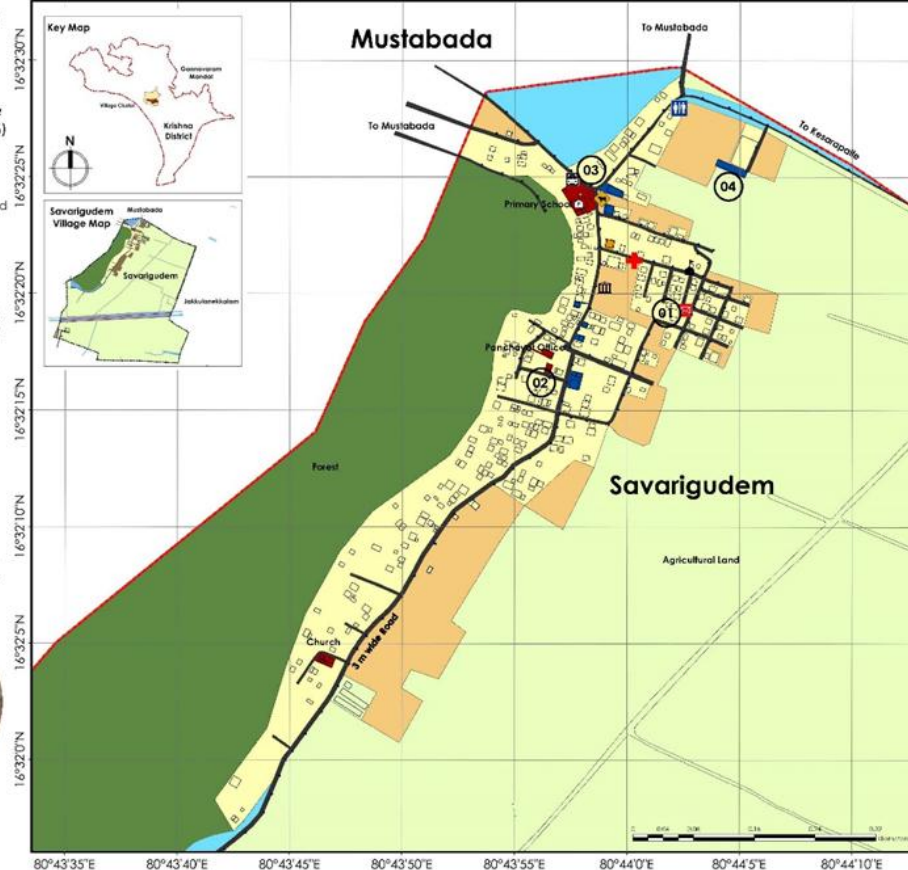 Key Map
Gannavaram
Mandal
Village Cluster
Krishna
District
N
Savarigudem
Village Map
Mustabada
Savarigudem
Mustabada
To Mustabada
To Mustabada
To Kesarapalle
03
04
Primary School
01
Panchayat Office
02
Forest
Savarigudem
Agricultural Land
Church
3 m wide Road
16°32'30"N
16°32'25"N
16°32'20"N
16°32'15"N
16°32'10"N
16°32'5"N
16°32'0"N
80°43'35"E
80°43'40"E
80°43'45"E
80°43'50"E
80°43'55"E
80°44'0"E
80°44'5"E
80°44'10"E